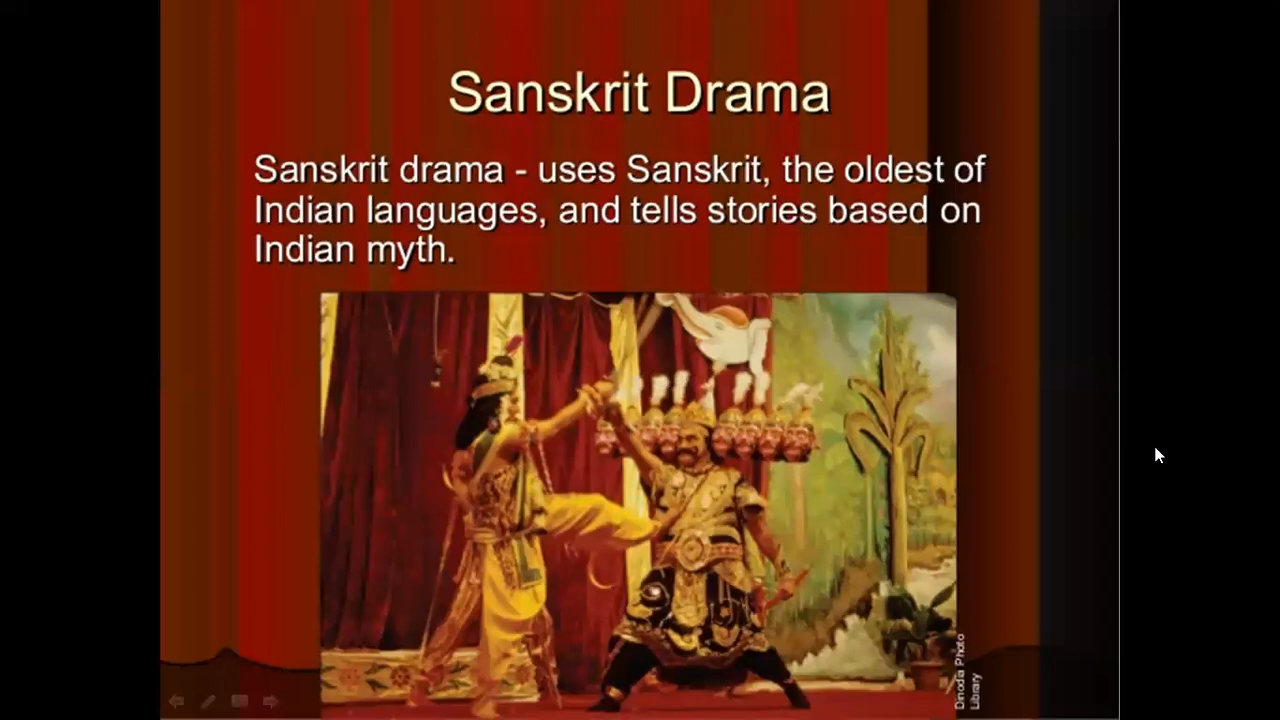 Sanskrit Drama
Sanskrit drama - uses Sanskrit, the oldest of
Indian languages, and tells stories based on
Indian myth.
Dinodia Photo
Library